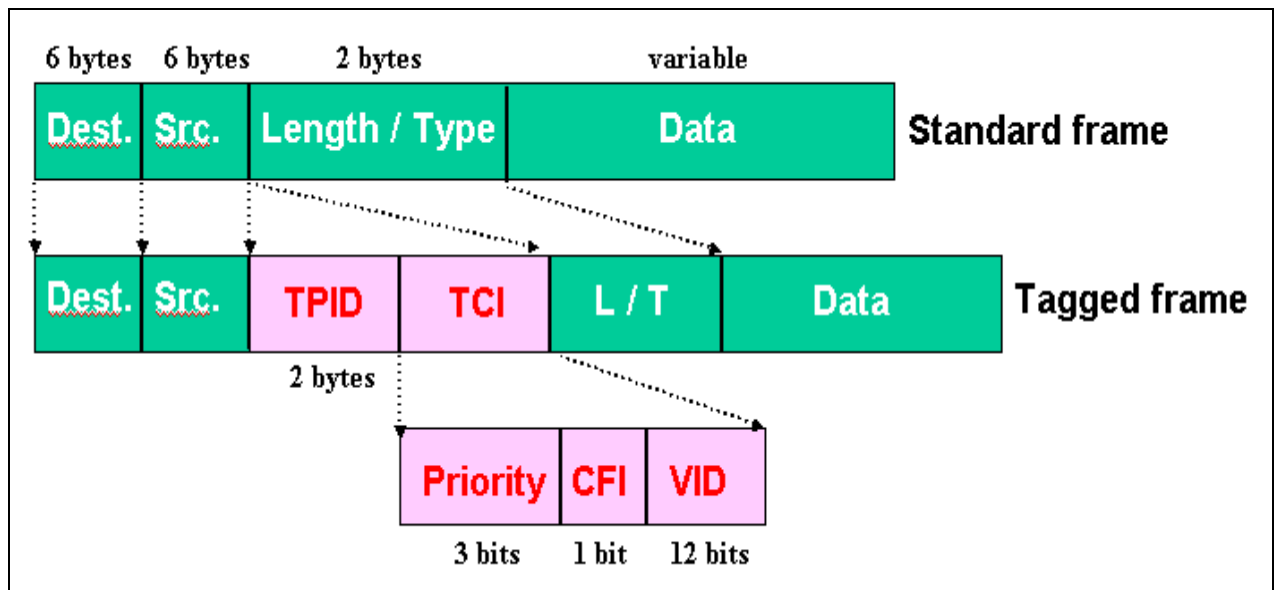 6 bytes 6 bytes 2 bytes variable
Dest. Src. Length / Type Data Standard frame
Dest. Src. TPID TCI L / T Data Tagged frame
2 bytes
Priority CFI VID
3 bits 1 bit 12 bits